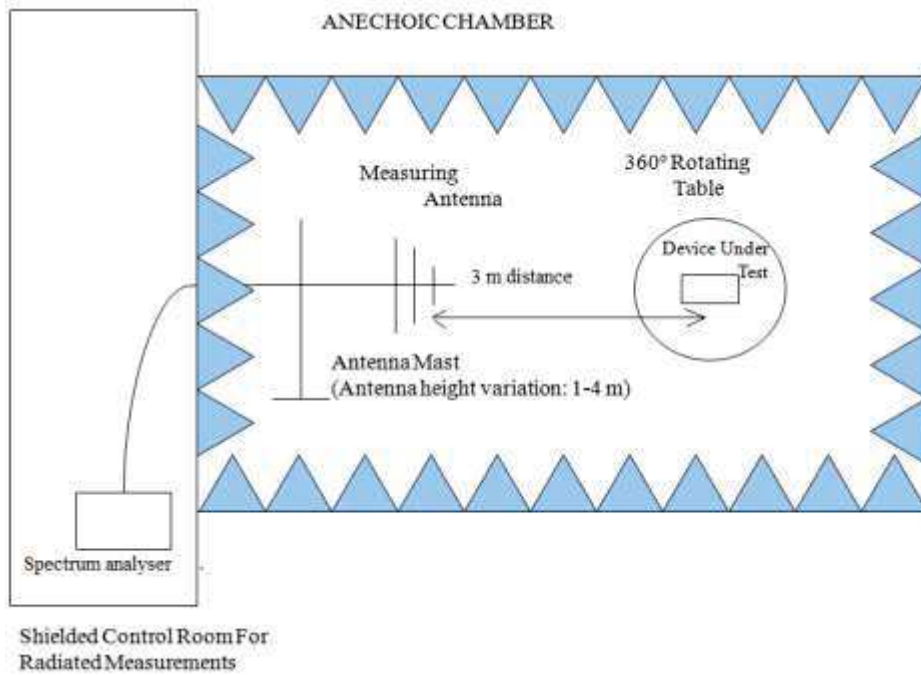 ANECHOIC CHAMBER
Measuring
Antenna
360º Rotating
Table
Device Under
Test
3 m distance
Antenna Mast
(Antenna height variation: 1-4 m)
Spectrum analyser
Shielded Control Room For
Radiated Measurements